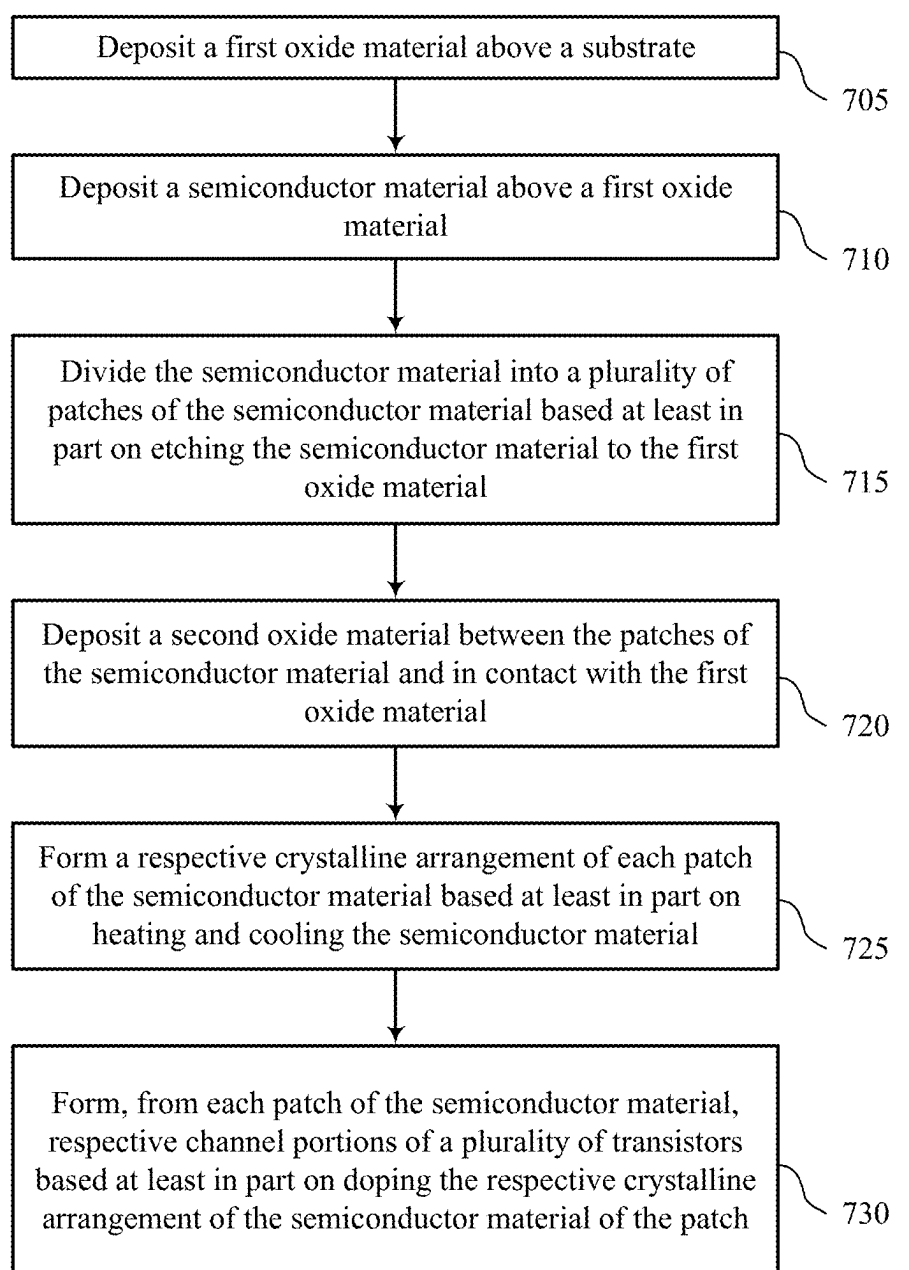 Deposit a first oxide material above a substrate
705
Deposit a semiconductor material above a first oxide
material
710
Divide the semiconductor material into a plurality of
patches of the semiconductor material based at least in
part on etching the semiconductor material to the first
oxide material
715
Deposit a second oxide material between the patches of
the semiconductor material and in contact with the first
oxide material
720
Form a respective crystalline arrangement of each patch
of the semiconductor material based at least in part on
heating and cooling the semiconductor material
725
Form, from each patch of the semiconductor material,
respective channel portions of a plurality of transistors
based at least in part on doping the respective crystalline
arrangement of the semiconductor material of the patch
730